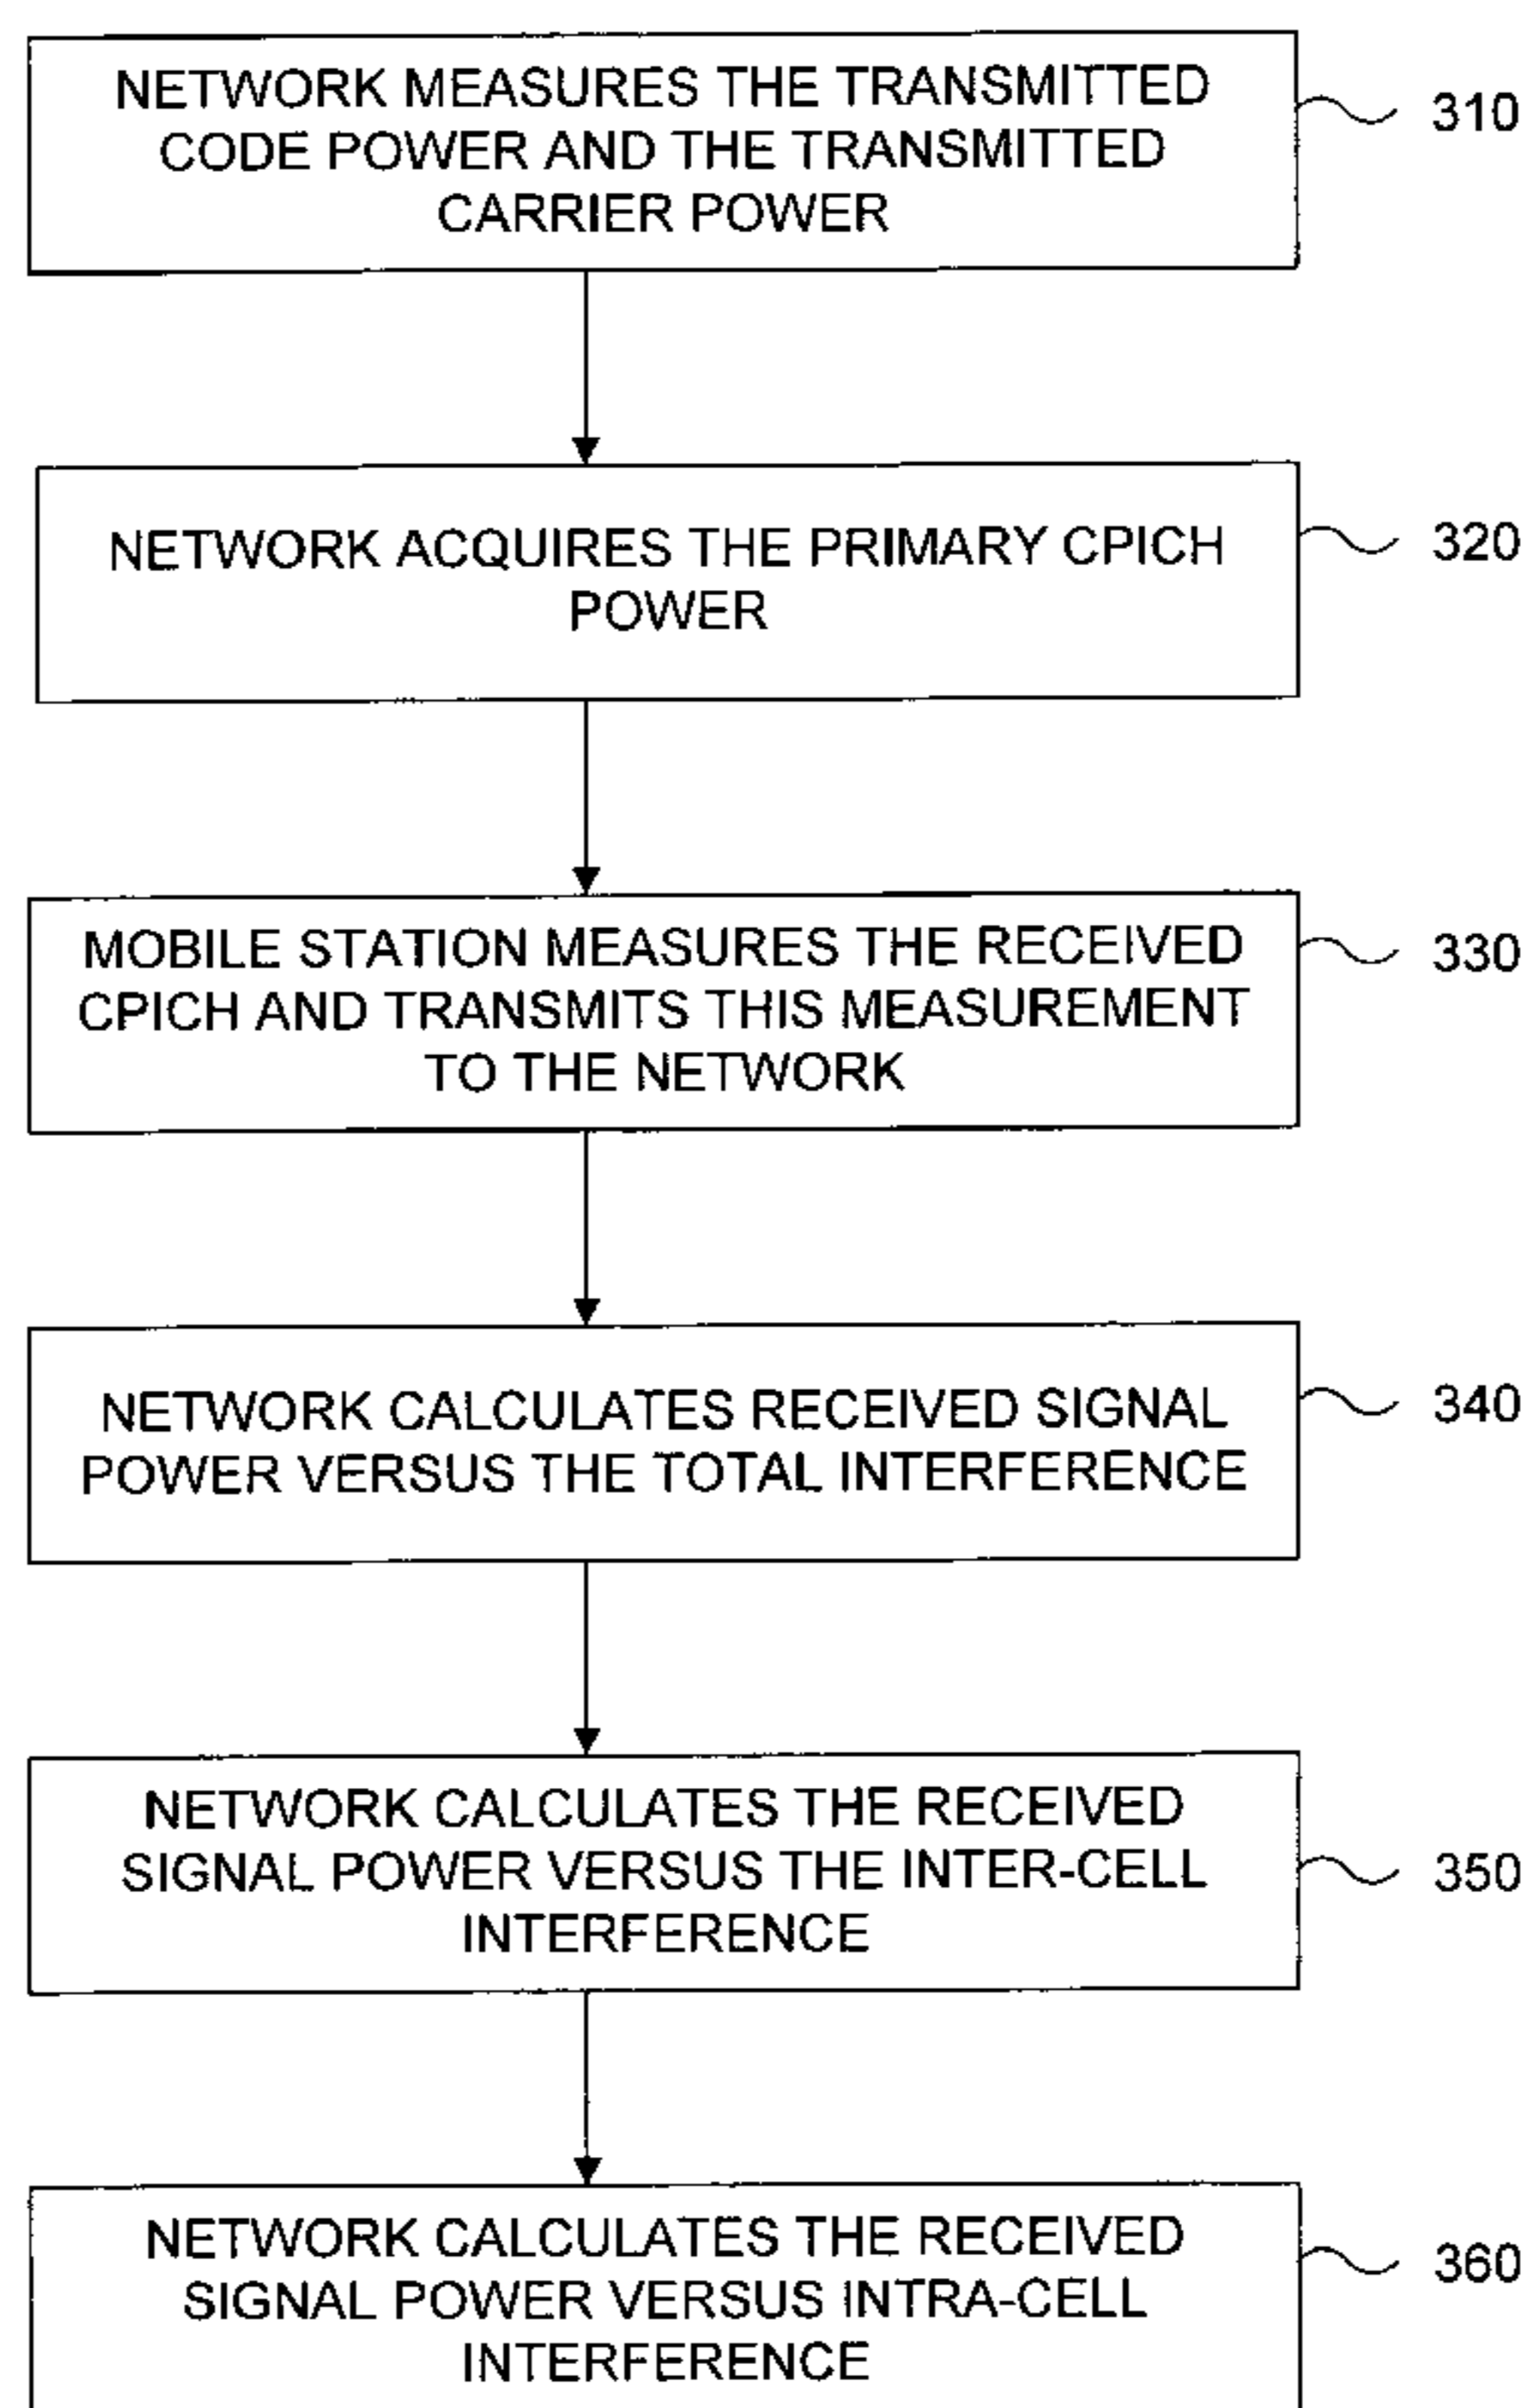 NETWORK MEASURES THE TRANSMITTED
CODE POWER AND THE TRANSMITTED
CARRIER POWER
310
NETWORK ACQUIRES THE PRIMARY CPICH
POWER
320
MOBILE STATION MEASURES THE RECEIVED
CPICH AND TRANSMITS THIS MEASUREMENT
TO THE NETWORK
330
NETWORK CALCULATES RECEIVED SIGNAL
POWER VERSUS THE TOTAL INTERFERENCE
340
NETWORK CALCULATES THE RECEIVED
SIGNAL POWER VERSUS THE INTER-CELL
INTERFERENCE
350
NETWORK CALCULATES THE RECEIVED
SIGNAL POWER VERSUS INTRA-CELL
INTERFERENCE
360